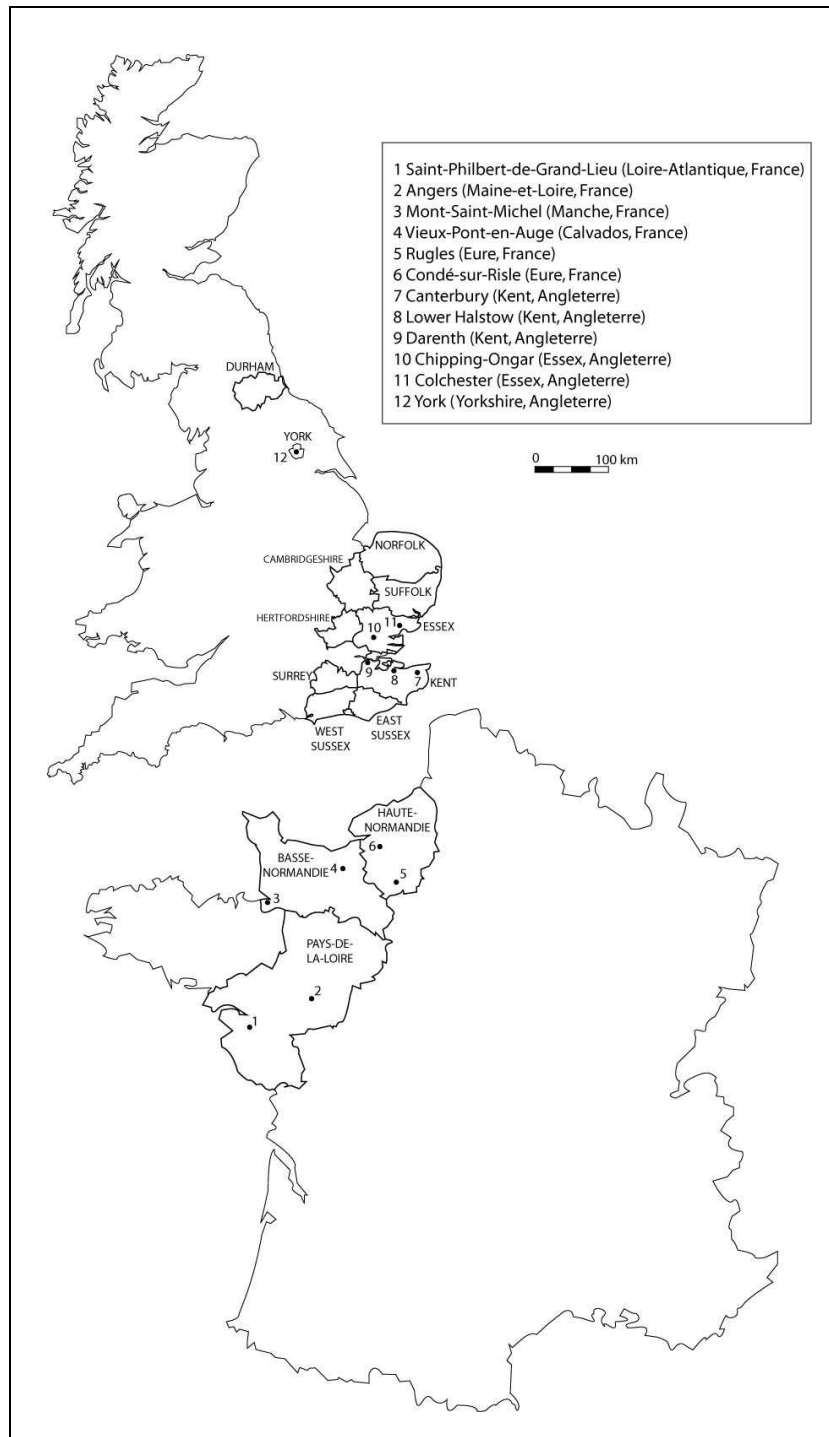 1 Saint-Philbert-de-Grand-Lieu (Loire-Atlantique, France)
2 Angers (Maine-et-Loire, France)
3 Mont-Saint-Michel (Manche, France)
4 Vieux-Pont-en-Auge (Calvados, France)
5 Rugles (Eure, France)
6 Condé-sur-Risle (Eure, France)
7 Canterbury (Kent, Angleterre)
8 Lower Halstow (Kent, Angleterre)
9 Darenth (Kent, Angleterre)
10 Chipping-Ongar (Essex, Angleterre)
11 Colchester (Essex, Angleterre)
12 York (Yorkshire, Angleterre)
0 100 km
DURHAM
YORK
12
NORFOLK
CAMBRIDGESHIRE
SUFFOLK
HERTFORDSHIRE
11
ESSEX
10
SURREY
9
8
7
KENT
WEST
SUSSEX
EAST
SUSSEX
HAUTE-
NORMANDIE
6
BASSE-
NORMANDIE
4
5
3
PAYS-DE-
LA-LOIRE
2
1